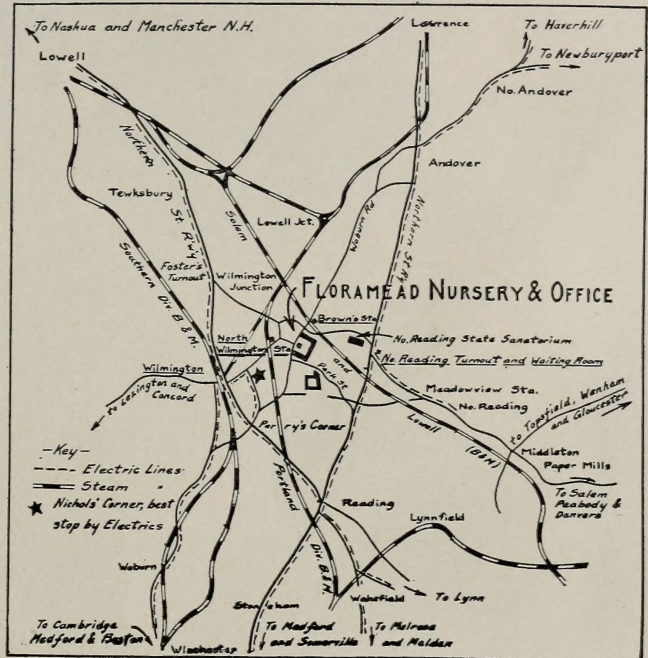 To Nashua and Manchester N.H.
Lowell
Lawrence
To Haverhill
To Newburyport
No. Andover
Andover
Northern
St. R'w'y
Tewksbury
Salem
Lowell Jct.
Woburn Rd
Northern St. Ry
Southern Div. B & M.
Foster's
Turnout
Wilmington
Junction
FLORAMEAD NURSERY & OFFICE
Brown's Sta.
North
Wilmington Sta.
No. Reading State Sanatorium
No. Reading Turnout and Waiting Room
Wilmington
to Lexington and
Concord
and
Park St.
Meadowview Sta.
No. Reading
to Topsfield, Wenham
and Gloucester
Perry's Corner
Lowell
(B&M)
Middleton
Paper Mills
To Salem
Peabody &
Danvers
-Key-
Electric Lines
Steam "
Nichols' Corner, best
stop by Electrics
Portland
Div. B. & M.
Reading
Lynnfield
Woburn
Stoneham
Wakefield
To Lynn
To Cambridge
Medford & Boston
Winchester
To Medford
and Somerville
To Melrose
and Malden